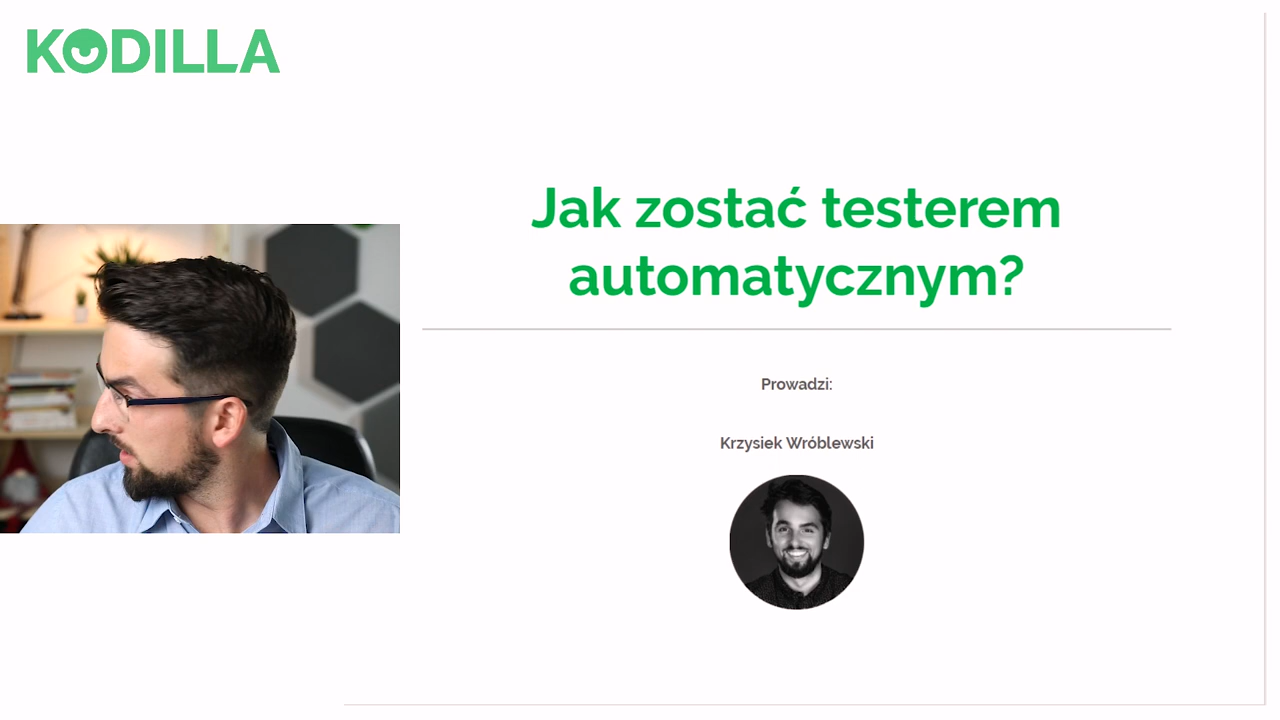 KODILLA
Jak zostać testerem
automatycznym?
Prowadzi:
Krzysiek Wróblewski